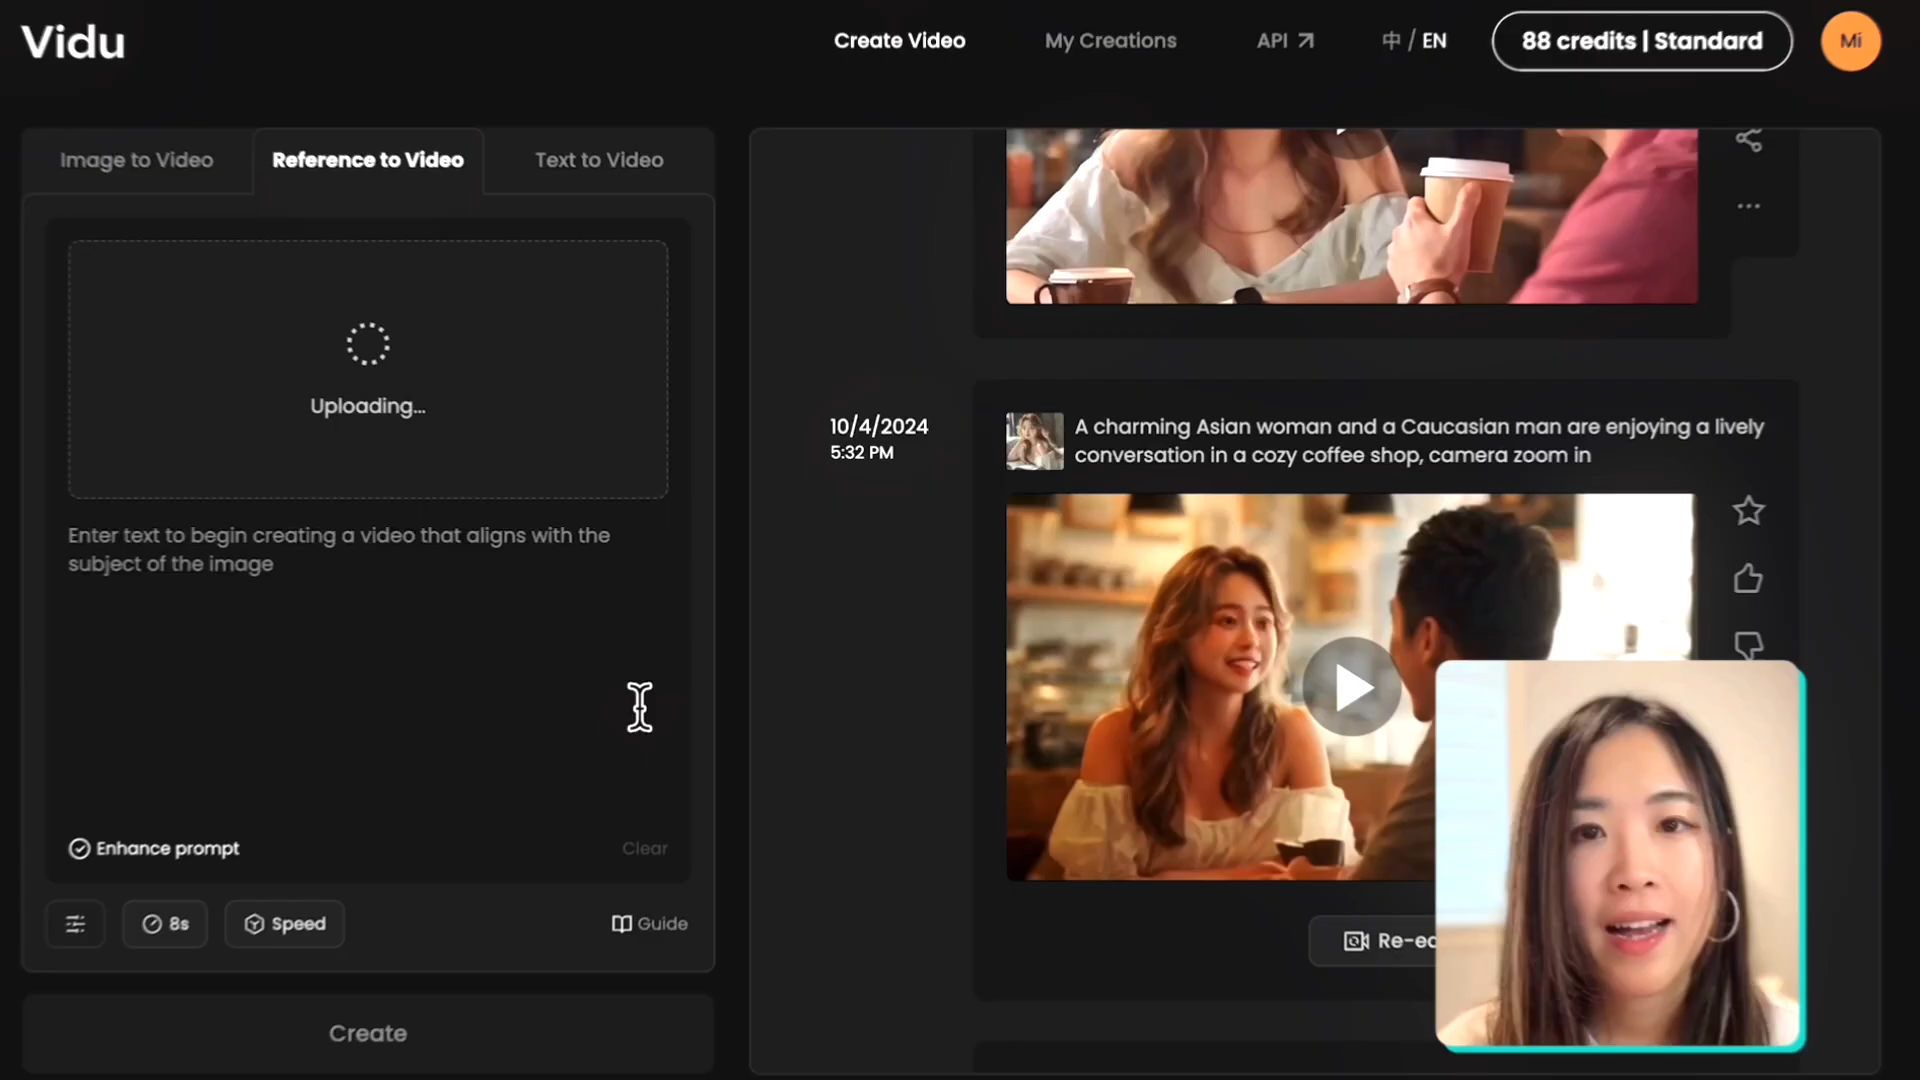 Vidu
Create Video
My Creations
API
中 / EN
88 credits | Standard
Mi
Image to Video
Reference to Video
Text to Video
Uploading...
Enter text to begin creating a video that aligns with the
subject of the image
Enhance prompt
Clear
8s
Speed
Guide
Create
10/4/2024
5:32 PM
A charming Asian woman and a Caucasian man are enjoying a lively
conversation in a cozy coffee shop, camera zoom in